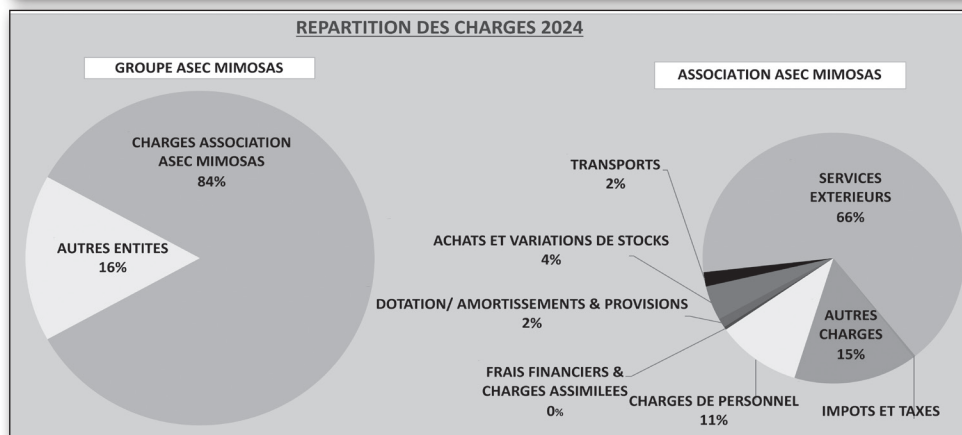 REPARTITION DES CHARGES 2024
GROUPE ASEC MIMOSAS
CHARGES ASSOCIATION
ASEC MIMOSAS
84%
AUTRES ENTITES
16%
ASSOCIATION ASEC MIMOSAS
TRANSPORTS
2%
SERVICES
EXTERIEURS
66%
ACHATS ET VARIATIONS DE STOCKS
4%
DOTATION/ AMORTISSEMENTS & PROVISIONS
2%
AUTRES
CHARGES
15%
FRAIS FINANCIERS &
CHARGES ASSIMILEES
0%
CHARGES DE PERSONNEL
11%
IMPOTS ET TAXES